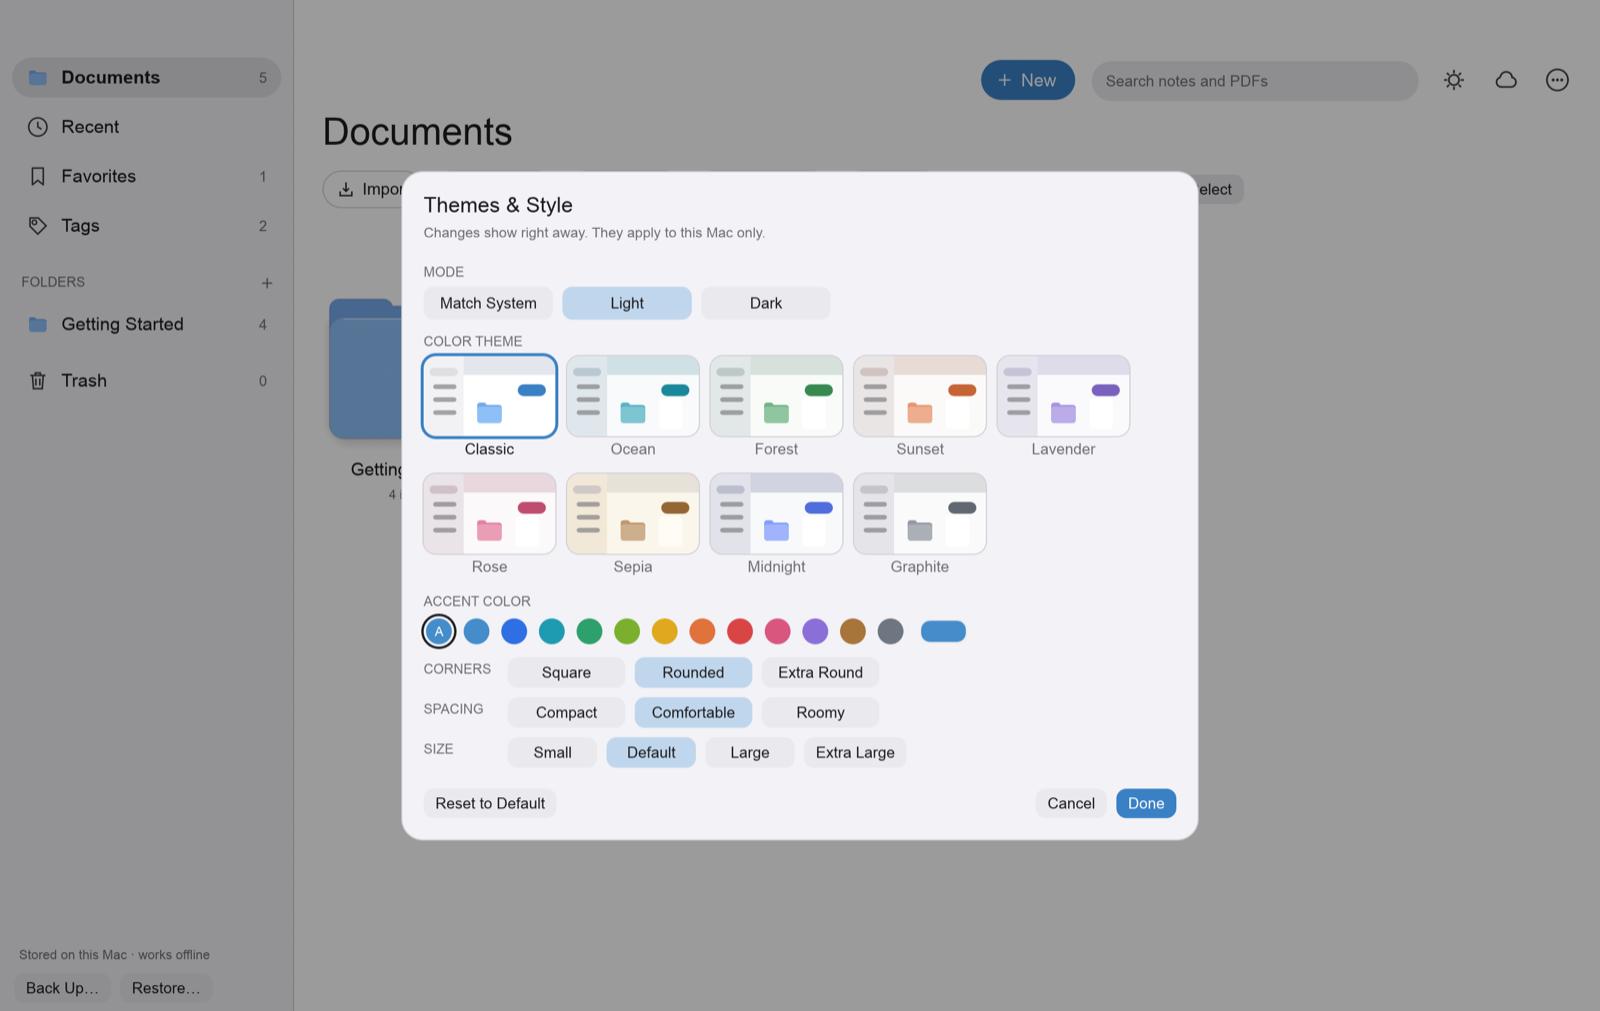 Documents 5
Recent
Favorites 1
Tags 2
FOLDERS +
Getting Started 4
Trash 0
Stored on this Mac · works offline
Back Up…
Restore…
+ New
Search notes and PDFs
Documents
Impor
elect
Getting
4 i
Themes & Style
Changes show right away. They apply to this Mac only.
MODE
Match System
Light
Dark
COLOR THEME
Classic
Ocean
Forest
Sunset
Lavender
Rose
Sepia
Midnight
Graphite
ACCENT COLOR
A
CORNERS
Square
Rounded
Extra Round
SPACING
Compact
Comfortable
Roomy
SIZE
Small
Default
Large
Extra Large
Reset to Default
Cancel
Done